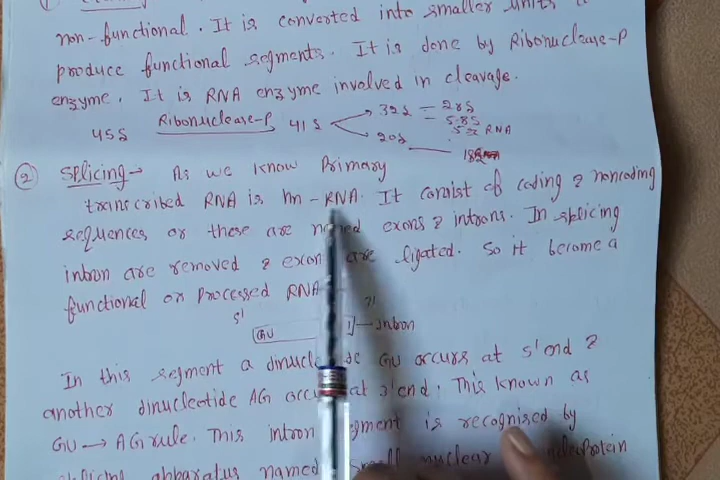 ① smaller units
non-functional. It is converted into
produce functional segments. It is done by Ribonuclease-P
enzyme. It is RNA enzyme involved in cleavage.
45S Ribonuclease-P 41S 32S = 28S
5.8S
20S RNA
② Splicing → As we know Primary
transcribed RNA is hn-RNA. It consist of coding & noncoding
sequences or these are named exons & introns. In splicing
intron are removed & exon are ligated. So it become a
functional or Processed RNA
5' 3'
GU intron
In this segment a GU occurs at 5' end &
another dinucleotide AG at 3' end. This known as
GU → AG rule. This intron segment is recognised by
apparatus named small nuclear